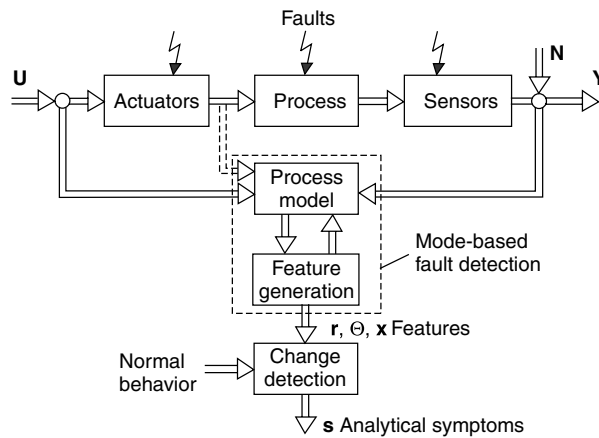 Faults
N
U
Y
Actuators
Process
Sensors
Process
model
Mode-based
fault detection
Feature
generation
r, Θ, x Features
Normal
behavior
Change
detection
s Analytical symptoms